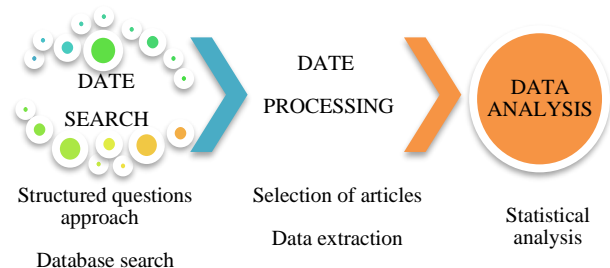 DATE
SEARCH
DATE
PROCESSING
DATA
ANALYSIS
Structured questions
approach
Database search
Selection of articles
Data extraction
Statistical
analysis